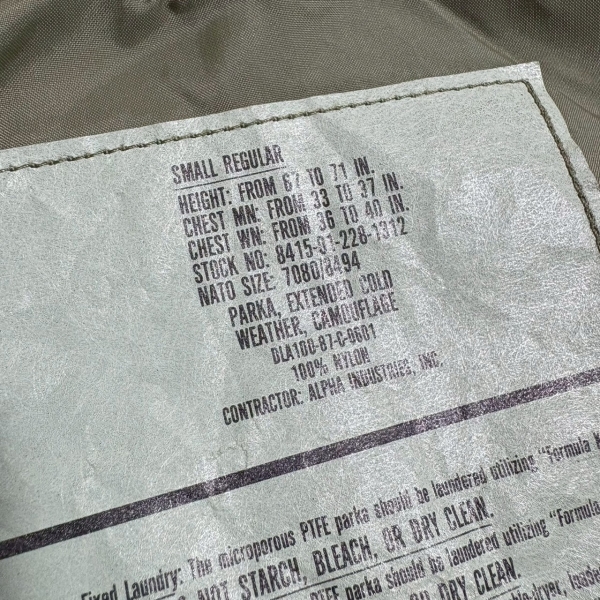 SMALL REGULAR
HEIGHT: FROM 67 TO 71 IN.
CHEST MN: FROM 33 TO 37 IN.
CHEST WN: FROM 36 TO 40 IN.
STOCK NO: 8415-01-228-1312
NATO SIZE: 7080/8494
PARKA, EXTENDED COLD
WEATHER, CAMOUFLAGE
DLA100-87-C-0601
100% NYLON
CONTRACTOR: ALPHA INDUSTRIES, INC.
Fixed Laundry: The microporous PTFE parka should be laundered utilizing "Formula
NOT STARCH, BLEACH, OR DRY CLEAN.
PTFE parka should be laundered utilizing "Formula
OR DRY CLEAN.